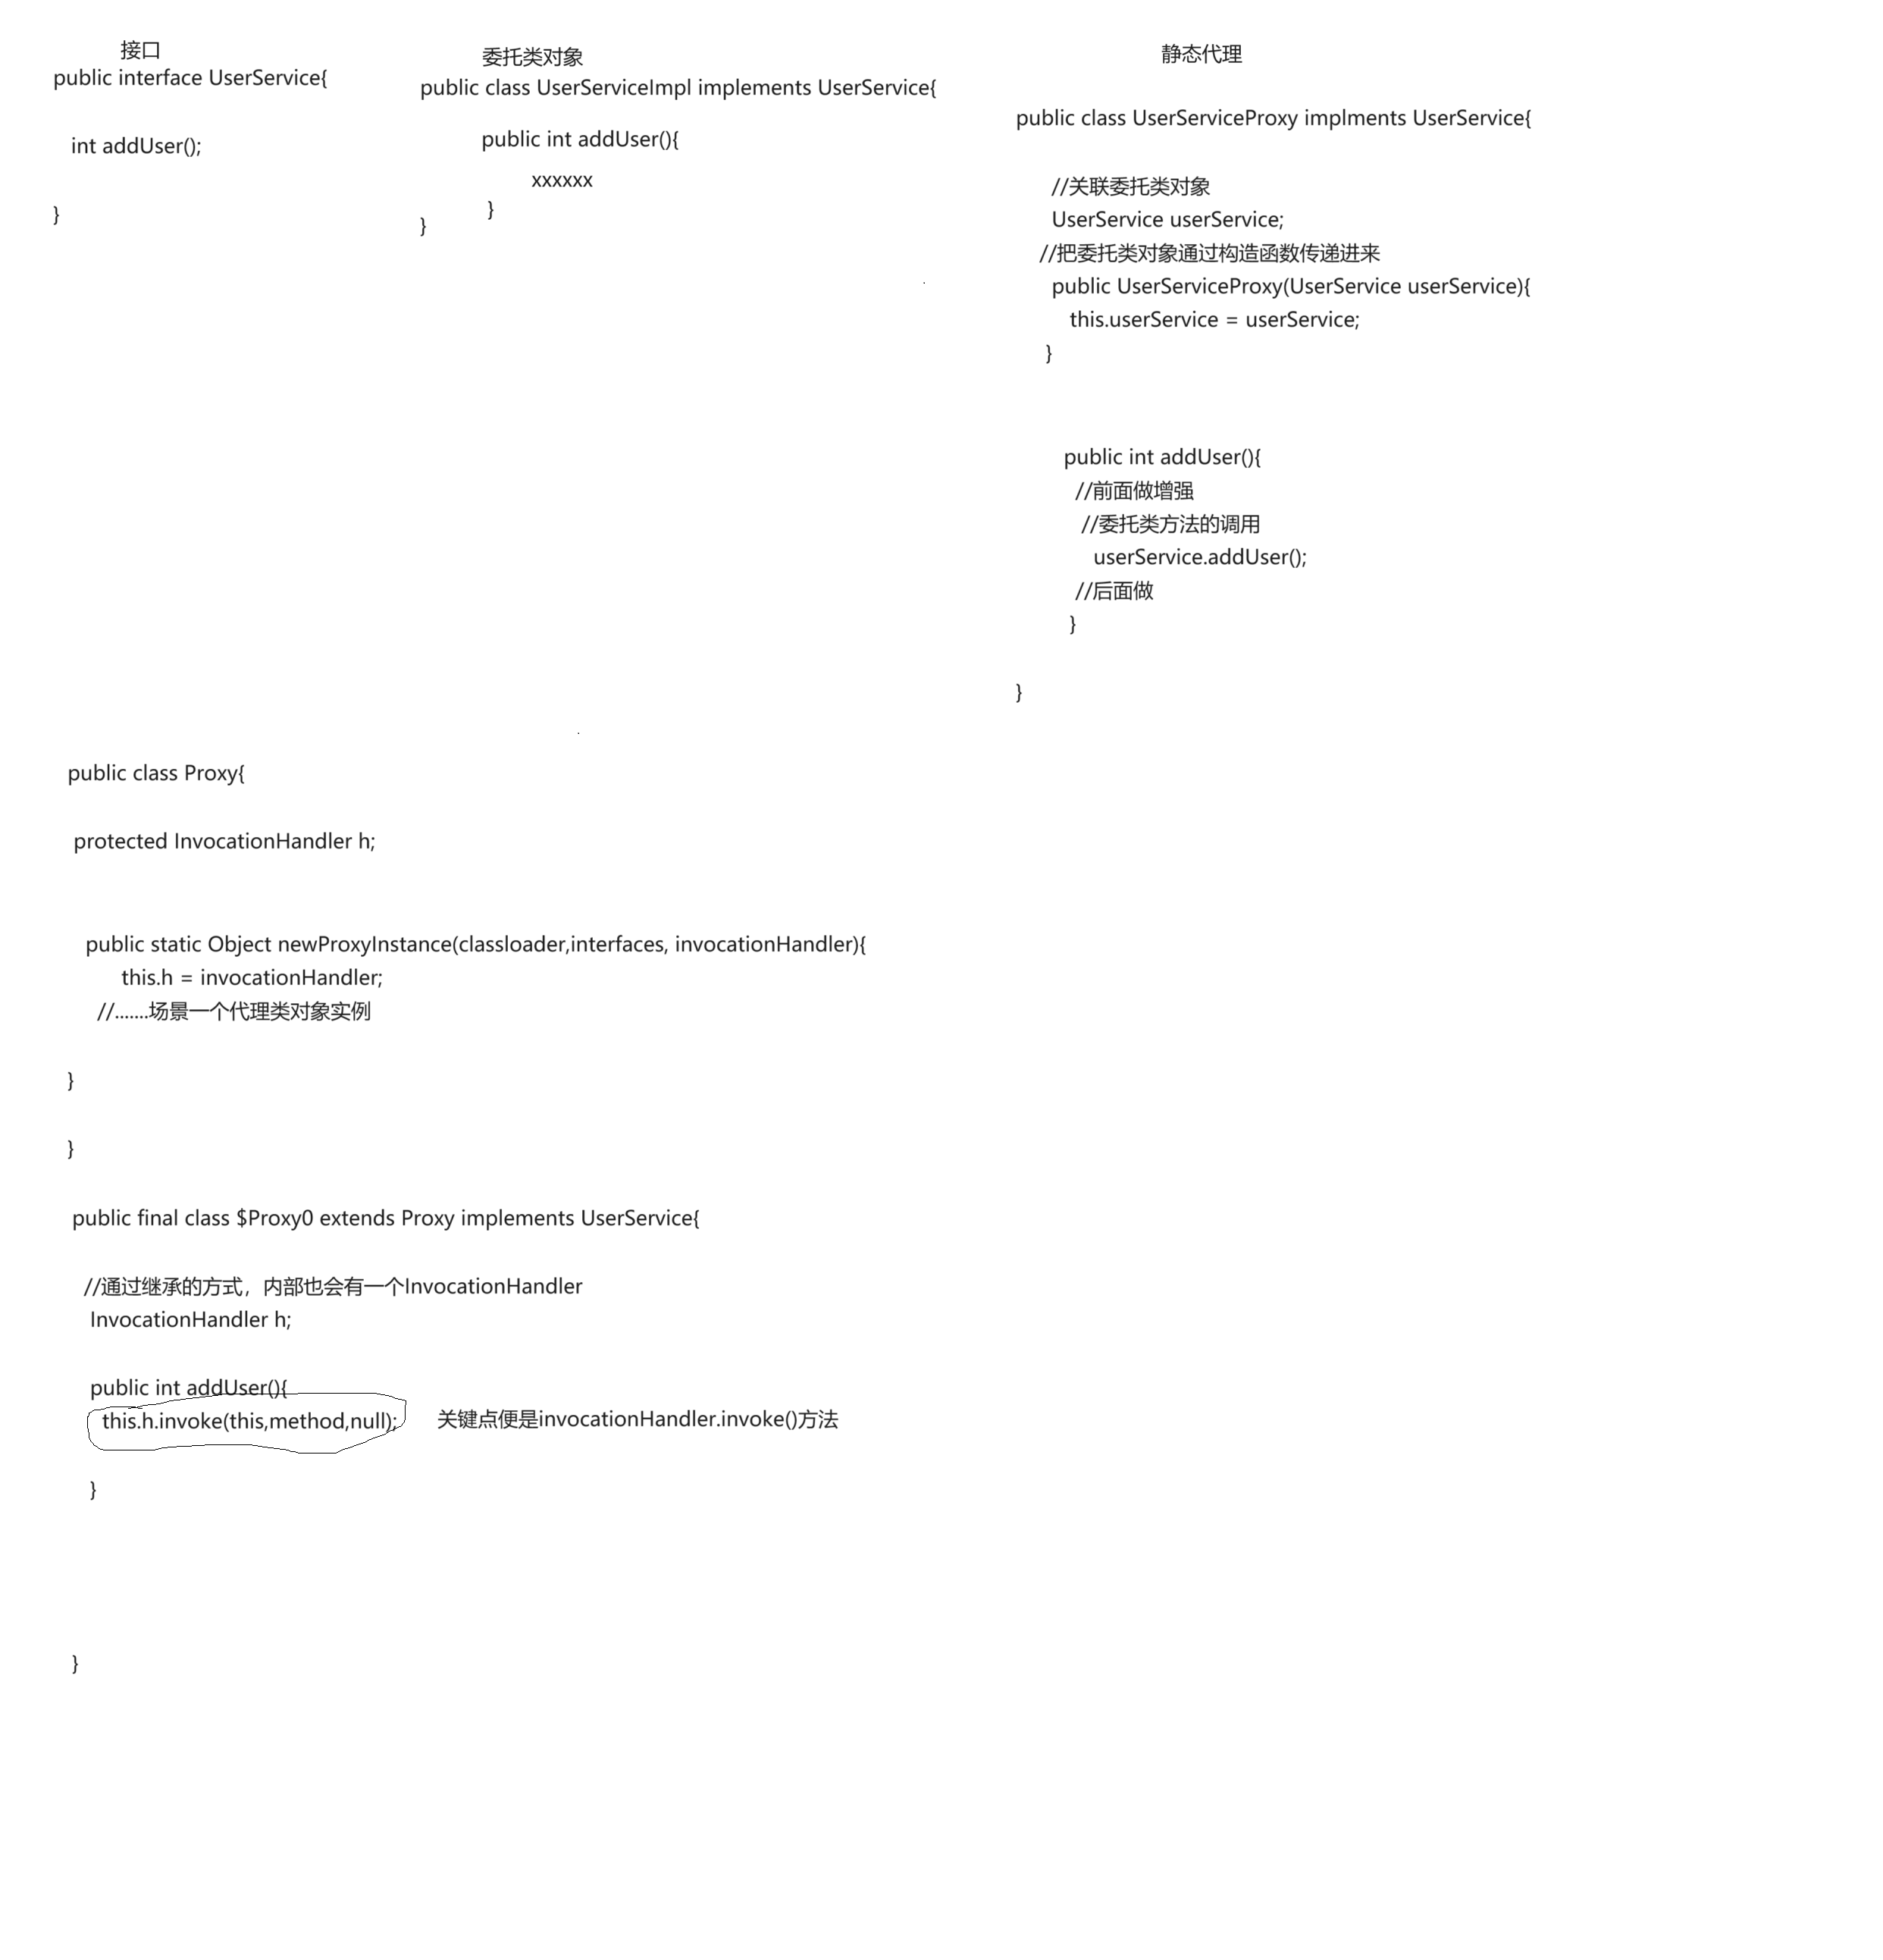 接口
public interface UserService{
int addUser();
}
委托类对象
public class UserServiceImpl implements UserService{
public int addUser(){
xxxxxx
}
}
静态代理
public class UserServiceProxy implments UserService{
//关联委托类对象
UserService userService;
//把委托类对象通过构造函数传递进来
public UserServiceProxy(UserService userService){
this.userService = userService;
}
public int addUser(){
//前面做增强
//委托类方法的调用
userService.addUser();
//后面做
}
}
public class Proxy{
protected InvocationHandler h;
public static Object newProxyInstance(classloader,interfaces, invocationHandler){
this.h = invocationHandler;
//.......场景一个代理类对象实例
}
}
public final class $Proxy0 extends Proxy implements UserService{
//通过继承的方式，内部也会有一个InvocationHandler
InvocationHandler h;
public int addUser(){
this.h.invoke(this,method,null);
关键点便是invocationHandler.invoke()方法
}
}